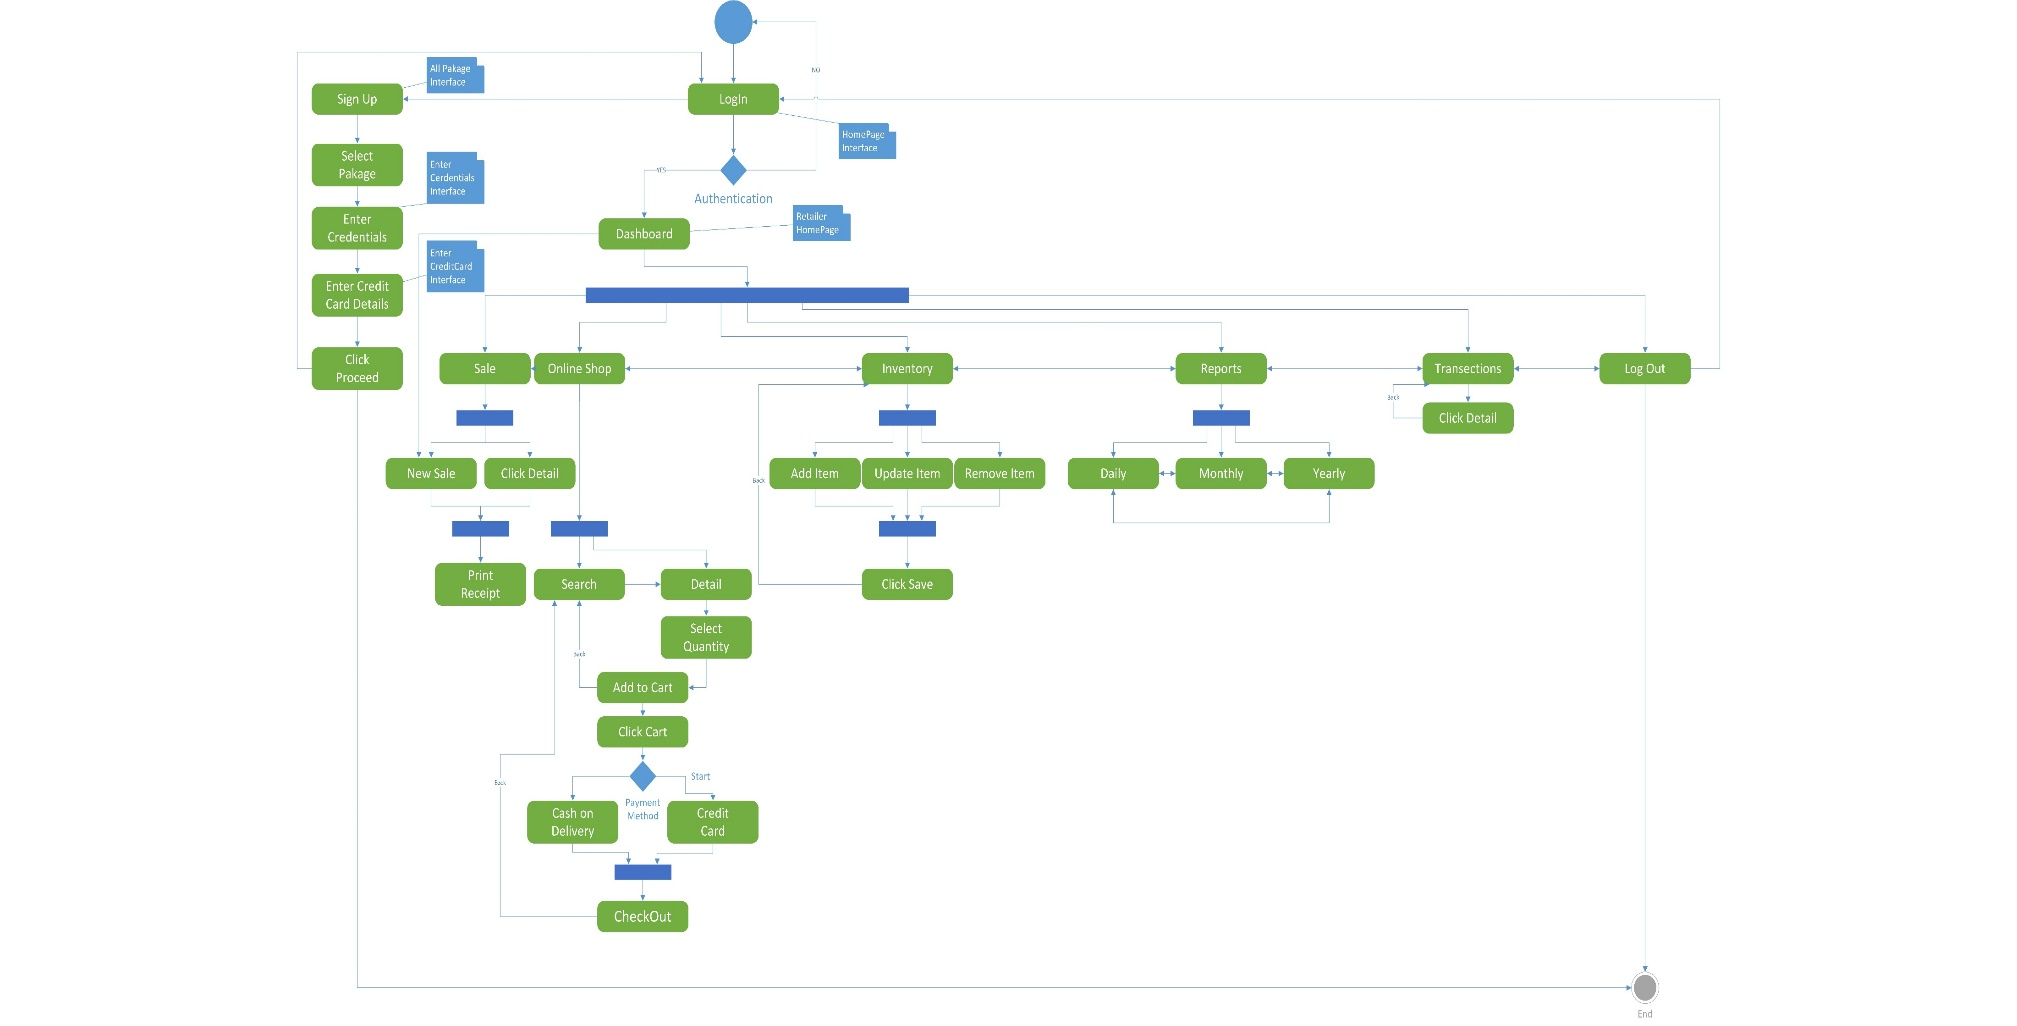 NO
All Pakage
Interface
Sign Up
LogIn
HomePage
Interface
Select
Pakage
Enter
Cerdentials
Interface
YES
Authentication
Enter
Credentials
Retailer
HomePage
Dashboard
Enter
CreditCard
Interface
Enter Credit
Card Details
Click
Proceed
Sale
Online Shop
Inventory
Reports
Transections
Log Out
Back
Click Detail
New Sale
Click Detail
Back
Add Item
Update Item
Remove Item
Daily
Monthly
Yearly
Print
Receipt
Search
Detail
Click Save
Select
Quantity
Back
Add to Cart
Click Cart
Start
Back
Payment
Method
Cash on
Delivery
Credit
Card
CheckOut
End